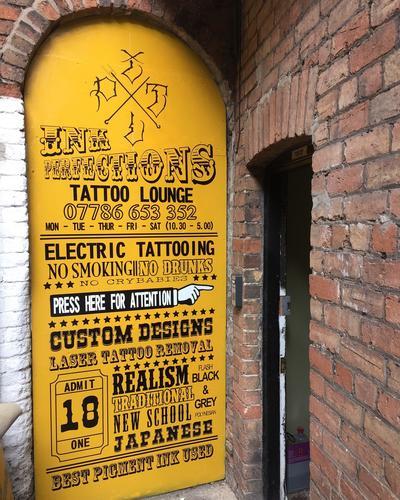 INK
PERFECTIONS
TATTOO LOUNGE
07786 653 352
MON - TUE - THUR - FRI - SAT (10.30 - 5.00)
ELECTRIC TATTOOING
NO SMOKING NO DRUNKS
NO CRYBABIES
PRESS HERE FOR ATTENTION
CUSTOM DESIGNS
LASER TATTOO REMOVAL
ADMIT
18
ONE
REALISM
TRADITIONAL
NEW SCHOOL
JAPANESE
FLASH
BLACK
&
GREY
POLYNESIAN
BEST PIGMENT INK USED